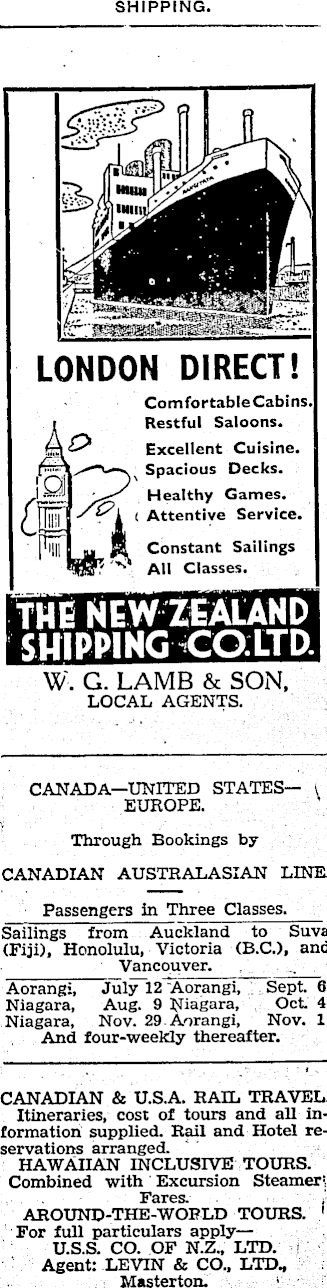 SHIPPING.
RANGITATA
LONDON DIRECT!
Comfortable Cabins.
Restful Saloons.
Excellent Cuisine.
Spacious Decks.
Healthy Games.
Attentive Service.
Constant Sailings
All Classes.
THE NEW ZEALAND
SHIPPING CO. LTD.
W. G. LAMB & SON,
LOCAL AGENTS.
CANADA—UNITED STATES—
EUROPE.
Through Bookings by
CANADIAN AUSTRALASIAN LINE
Passengers in Three Classes.
Sailings from Auckland to Suva
(Fiji), Honolulu, Victoria (B.C.), and
Vancouver.
Aorangi, July 12 Aorangi, Sept. 6
Niagara, Aug. 9 Niagara, Oct. 4
Niagara, Nov. 29 Aorangi, Nov. 1
And four-weekly thereafter.
CANADIAN & U.S.A. RAIL TRAVEL.
Itineraries, cost of tours and all in-
formation supplied. Rail and Hotel re-
servations arranged.
HAWAIIAN INCLUSIVE TOURS.
Combined with Excursion Steamer
Fares.
AROUND-THE-WORLD TOURS.
For full particulars apply—
U.S.S. CO. OF N.Z., LTD.
Agent: LEVIN & CO., LTD.,
Masterton.